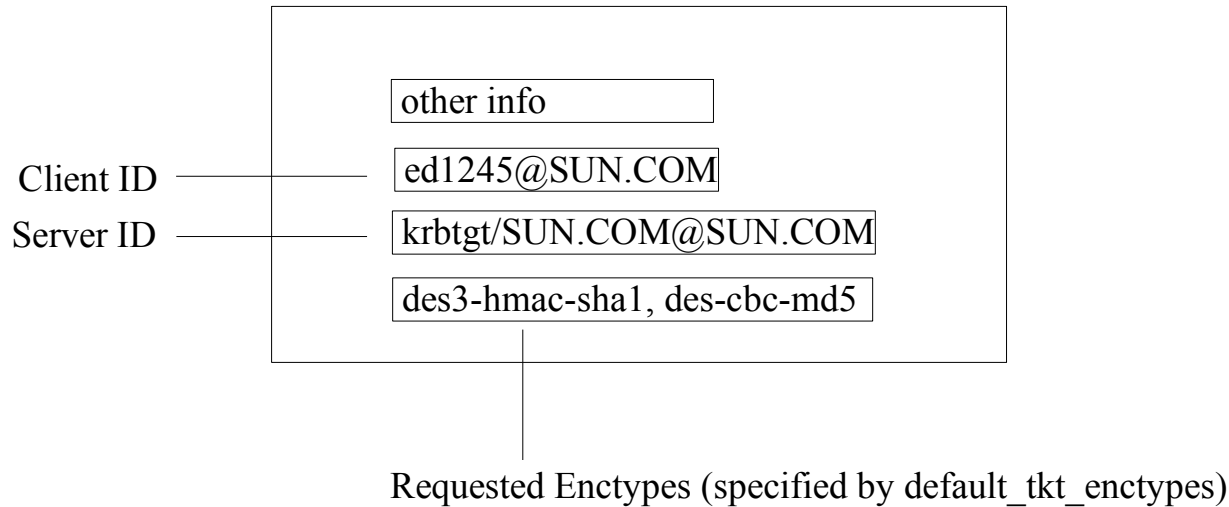 other info
Client ID
ed1245@SUN.COM
Server ID
krbtgt/SUN.COM@SUN.COM
des3-hmac-sha1, des-cbc-md5
Requested Enctypes (specified by default_tkt_enctypes)